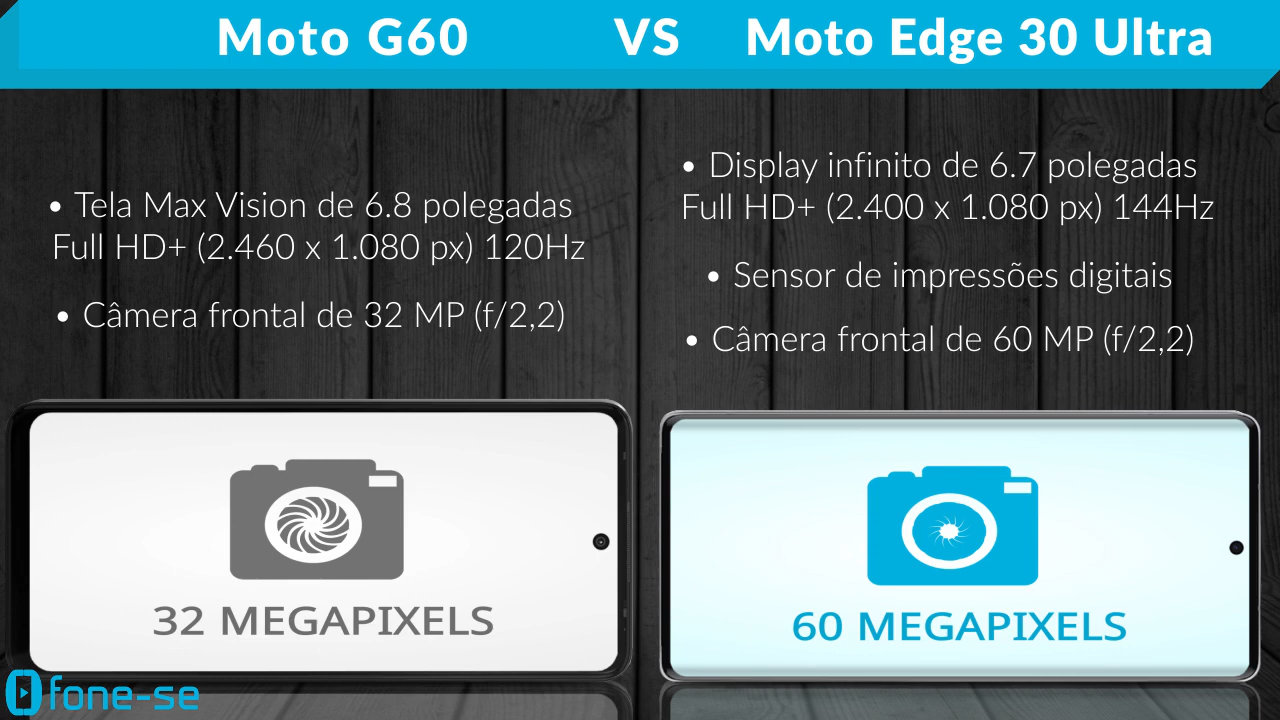 Moto G60 VS Moto Edge 30 Ultra
• Tela Max Vision de 6.8 polegadas
Full HD+ (2.460 x 1.080 px) 120Hz
• Câmera frontal de 32 MP (f/2,2)
• Display infinito de 6.7 polegadas
Full HD+ (2.400 x 1.080 px) 144Hz
• Sensor de impressões digitais
• Câmera frontal de 60 MP (f/2,2)
32 MEGAPIXELS
60 MEGAPIXELS
fone-se